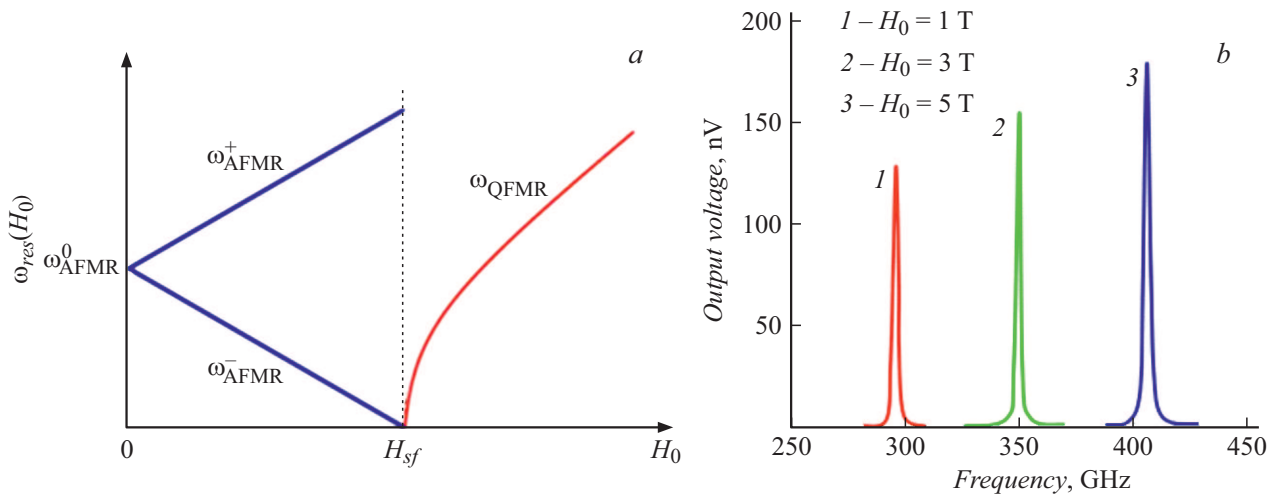 a
ω_res(H_0)
ω^+_AFMR
ω_QFMR
ω^0_AFMR
ω^-_AFMR
0
H_sf
H_0
b
1 – H_0 = 1 T
2 – H_0 = 3 T
3 – H_0 = 5 T
Output voltage, nV
200
150
100
50
1
2
3
250
300
350
400
450
Frequency, GHz